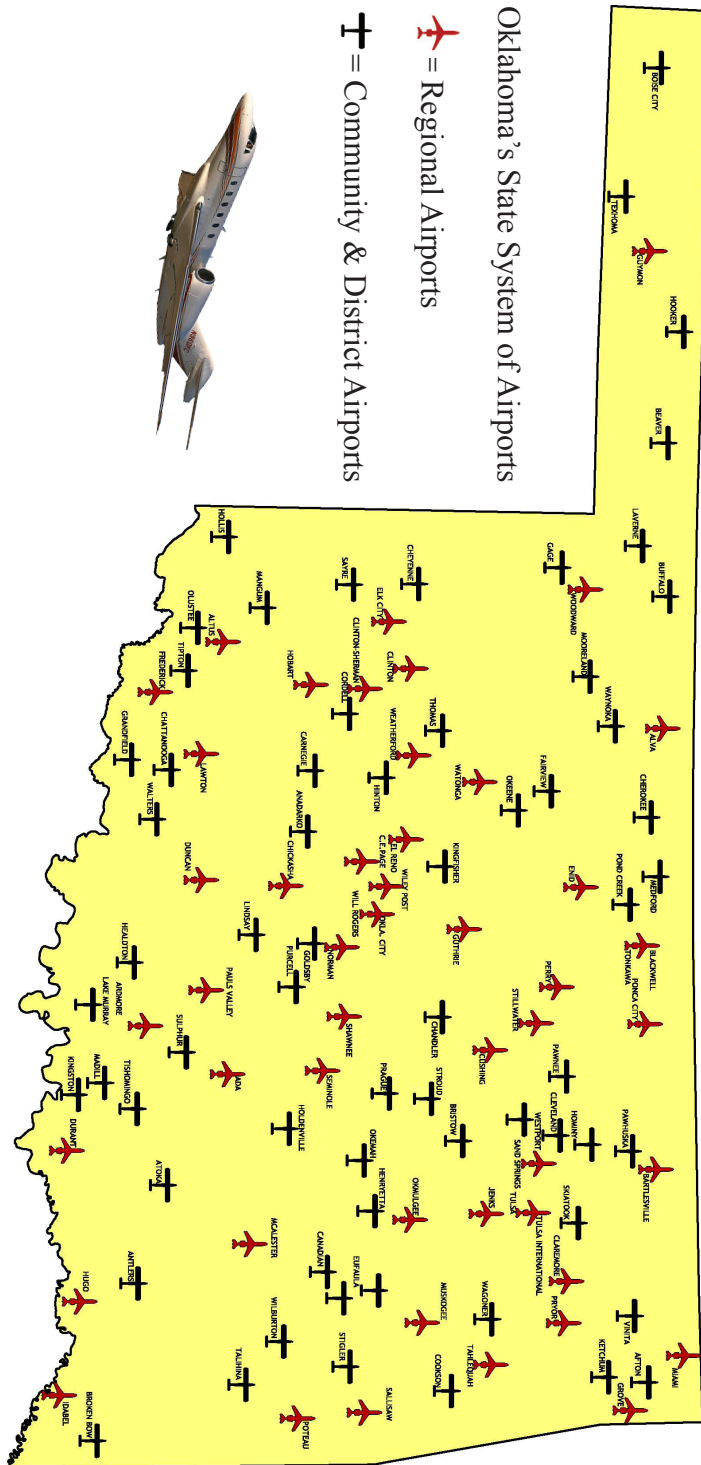 Oklahoma's State System of Airports
= Regional Airports
= Community & District Airports
BOISE CITY
TEXHOMA
GUYMON
HOOKER
BEAVER
LAVERNE
BUFFALO
GAGE
WOODWARD
MOORELAND
WAYNOKA
ALVA
CHEROKEE
FAIRVIEW
OKEENE
MEDFORD
POND CREEK
ENID
BLACKWELL
TONKAWA
PONCA CITY
PERRY
STILLWATER
PAWNEE
CUSHING
CLEVELAND
HOMINY
WESTPORT
SAND SPRINGS
PAWHUSKA
BARTLESVILLE
SKIATOOK
TULSA
TULSA INTERNATIONAL
JENKS
CLAREMORE
PRYOR
VINITA
AFTON
KETCHUM
MIAMI
GROVE
WAGONER
TAHLEQUAH
COOKSON
CHEYENNE
SAYRE
ELK CITY
CLINTON-SHERMAN
CLINTON
CORDELL
THOMAS
WEATHERFORD
WATONGA
HINTON
KINGFISHER
EL RENO
C.E.PAGE
WILEY POST
OKLA. CITY
WILL ROGERS
GUTHRIE
NORMAN
GOLDSBY
PURCELL
SHAWNEE
CHANDLER
SEMINOLE
PRAGUE
STROUD
BRISTOW
OKEMAH
HENRYETTA
OKMULGEE
HOLDENVILLE
MUSKOGEE
EUFAULA
CANADIAN
STIGLER
SALLISAW
POTEAU
WILBURTON
TALIHINA
MCALESTER
HOLLIS
MANGUM
OLUSTEE
ALTUS
TIPTON
FREDERICK
HOBART
CARNEGIE
ANADARKO
CHICKASHA
LINDSAY
LAWTON
CHATTANOOGA
GRANDFIELD
WALTERS
DUNCAN
PAULS VALLEY
HEALDTON
ARDMORE
LAKE MURRAY
SULPHUR
ADA
TISHOMINGO
MADILL
KINGSTON
DURANT
ATOKA
ANTLERS
HUGO
IDABEL
BROKEN BOW